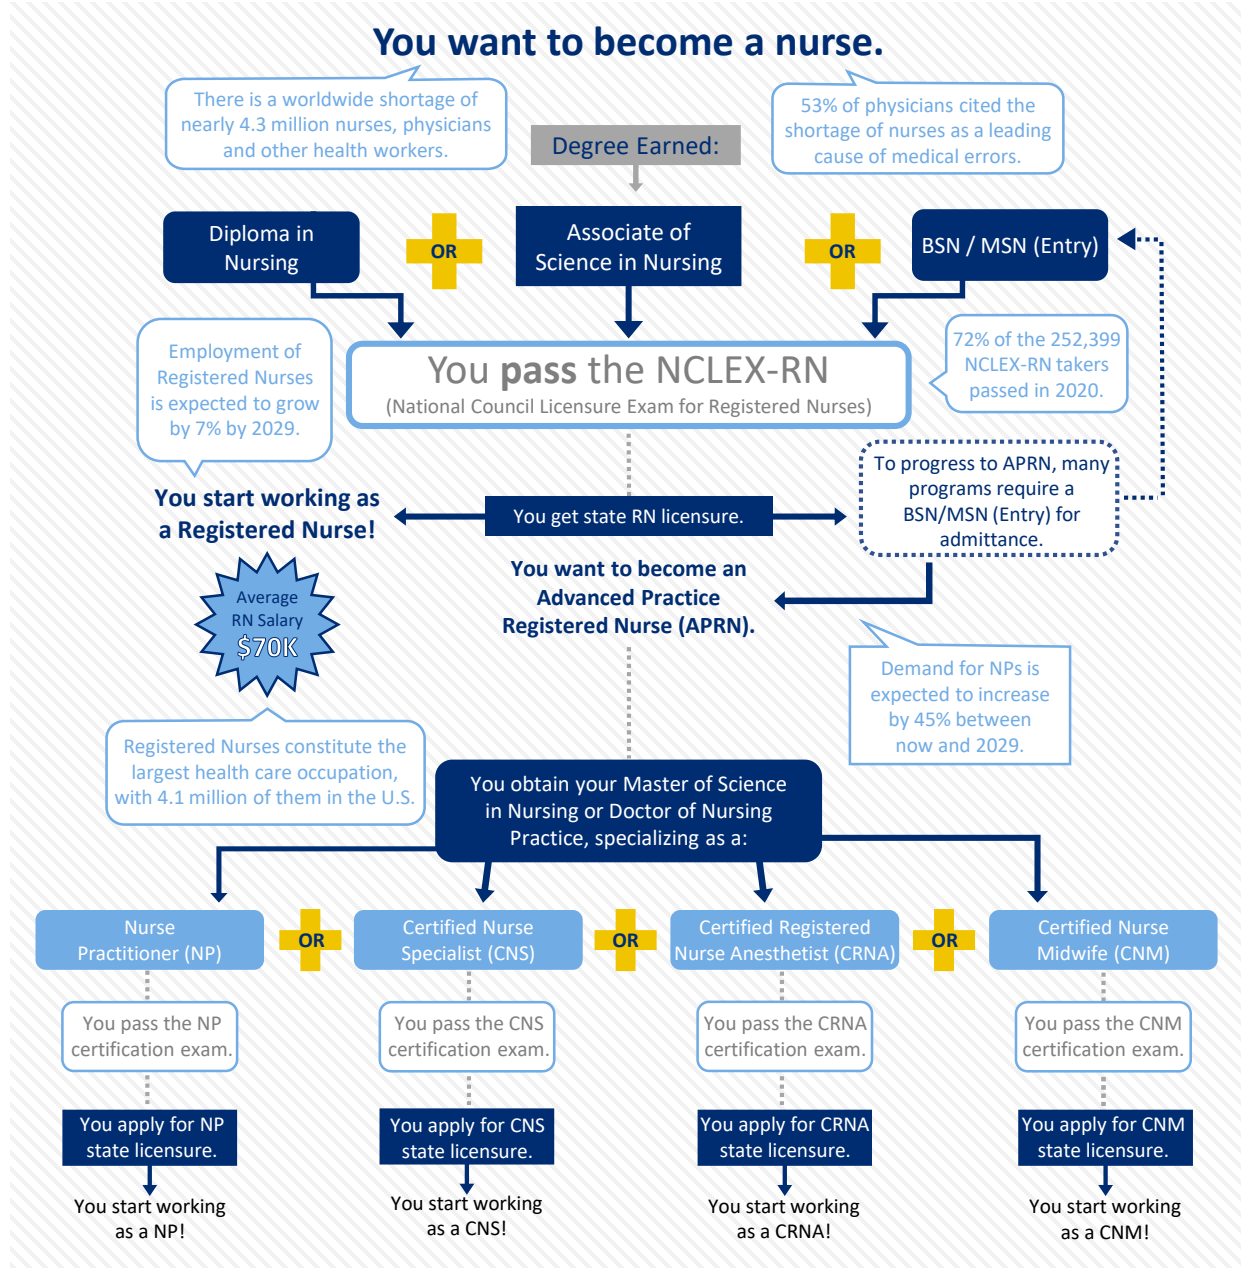 You want to become a nurse.
There is a worldwide shortage of
nearly 4.3 million nurses, physicians
and other health workers.
53% of physicians cited the
shortage of nurses as a leading
cause of medical errors.
Degree Earned:
Diploma in
Nursing
OR
Associate of
Science in Nursing
OR
BSN / MSN (Entry)
Employment of
Registered Nurses
is expected to grow
by 7% by 2029.
You pass the NCLEX-RN
(National Council Licensure Exam for Registered Nurses)
72% of the 252,399
NCLEX-RN takers
passed in 2020.
You start working as
a Registered Nurse!
You get state RN licensure.
To progress to APRN, many
programs require a
BSN/MSN (Entry) for
admittance.
You want to become an
Advanced Practice
Registered Nurse (APRN).
Average
RN Salary
$70K
Demand for NPs is
expected to increase
by 45% between
now and 2029.
Registered Nurses constitute the
largest health care occupation,
with 4.1 million of them in the U.S.
You obtain your Master of Science
in Nursing or Doctor of Nursing
Practice, specializing as a:
Nurse
Practitioner (NP)
OR
Certified Nurse
Specialist (CNS)
OR
Certified Registered
Nurse Anesthetist (CRNA)
OR
Certified Nurse
Midwife (CNM)
You pass the NP
certification exam.
You pass the CNS
certification exam.
You pass the CRNA
certification exam.
You pass the CNM
certification exam.
You apply for NP
state licensure.
You apply for CNS
state licensure.
You apply for CRNA
state licensure.
You apply for CNM
state licensure.
You start working
as a NP!
You start working
as a CNS!
You start working
as a CRNA!
You start working
as a CNM!